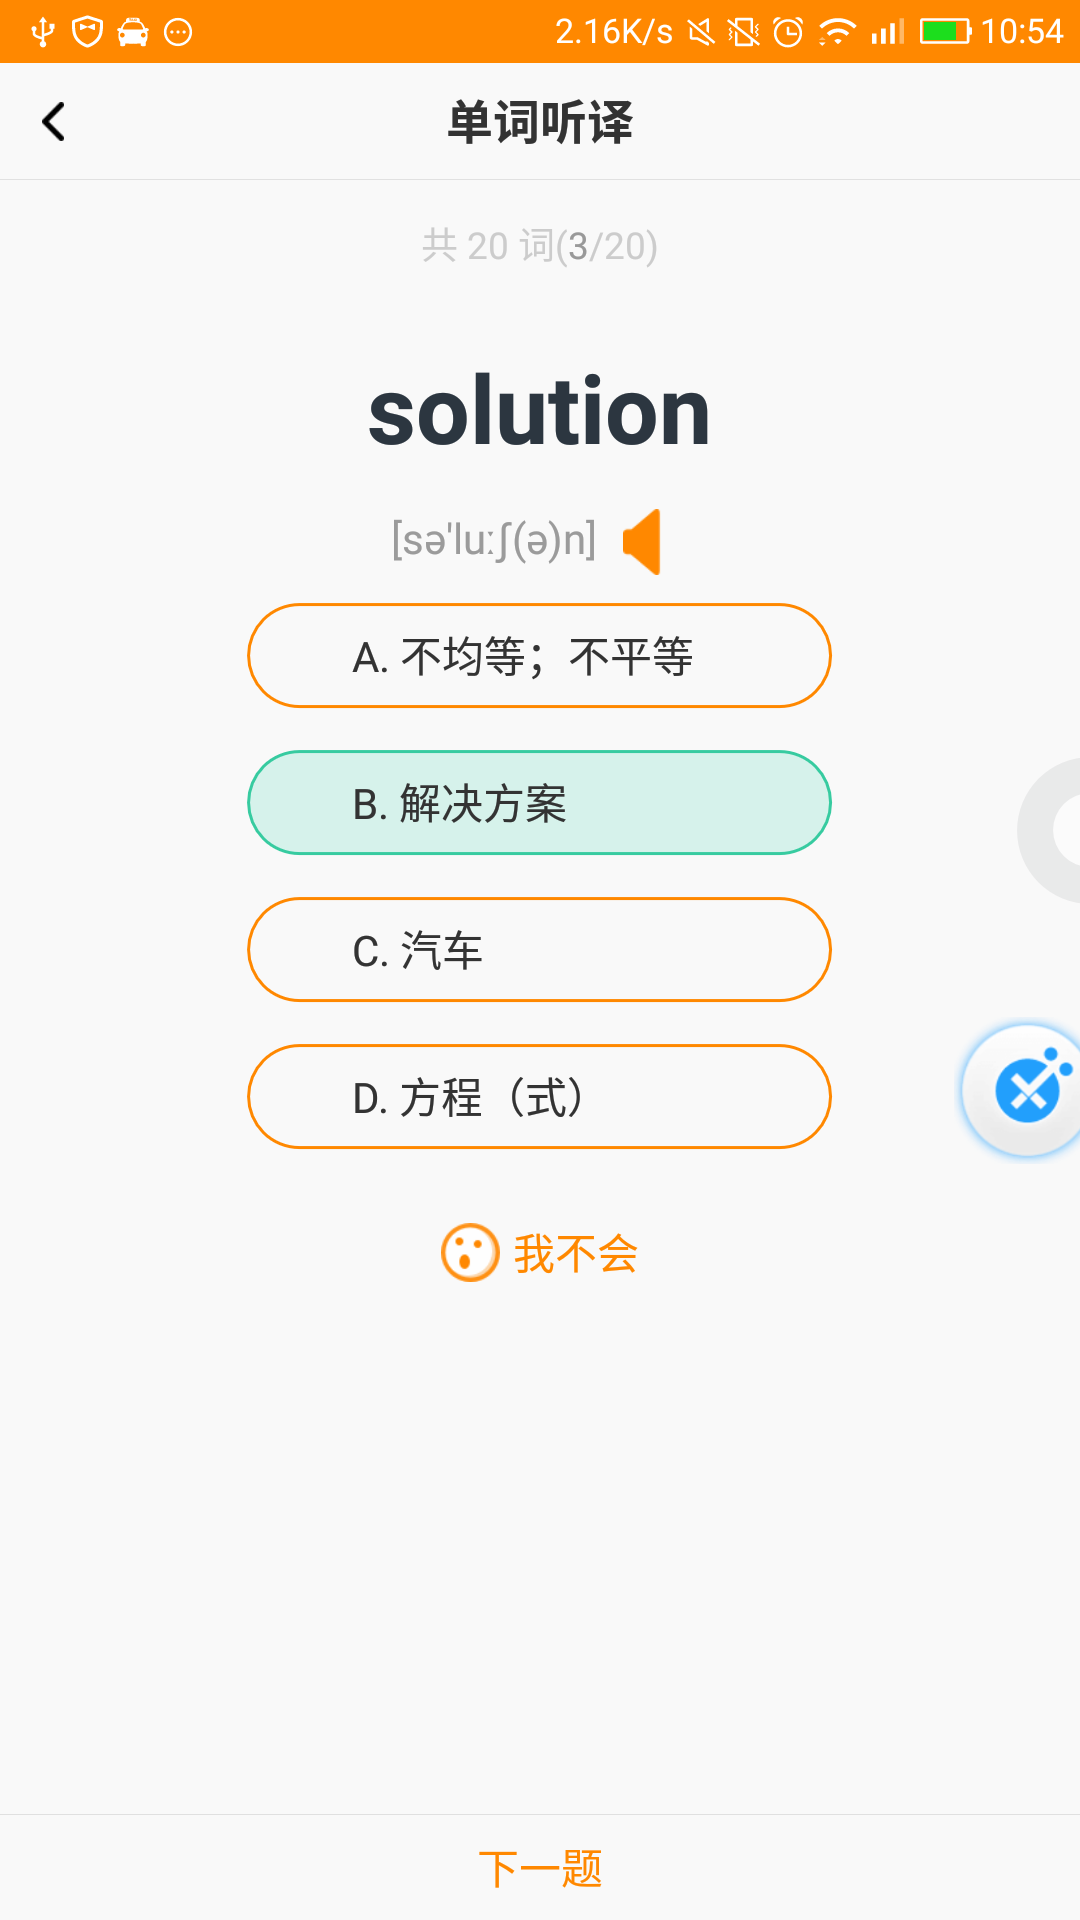 2.16K/s 10:54
单词听译
共 20 词(3/20)
solution
[sə'luːʃ(ə)n]
A. 不均等；不平等
B. 解决方案
C. 汽车
D. 方程（式）
我不会
下一题